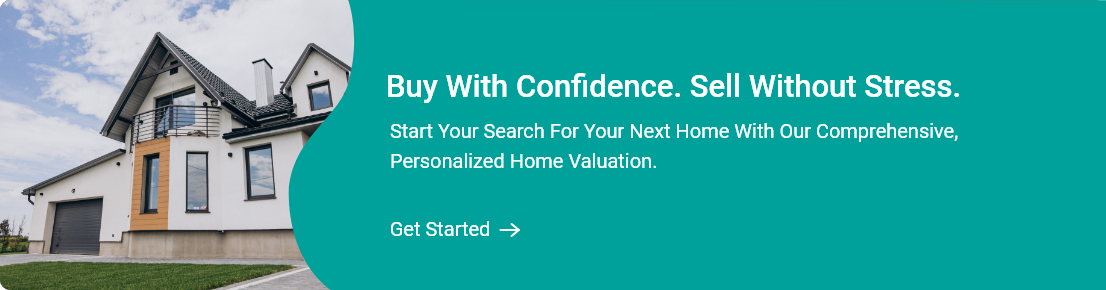 Buy With Confidence. Sell Without Stress.
Start Your Search For Your Next Home With Our Comprehensive,
Personalized Home Valuation.
Get Started →